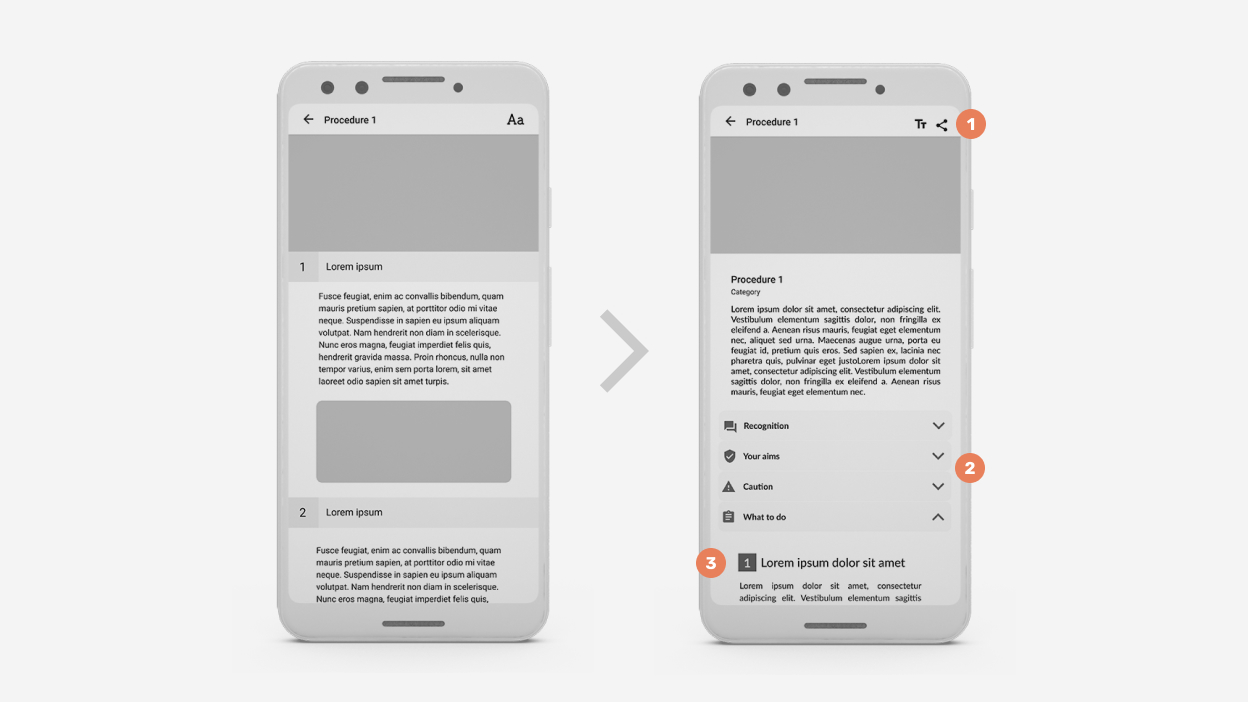 Procedure 1
Aa
1
Lorem ipsum
Fusce feugiat, enim ac convallis bibendum, quam
mauris pretium sapien, at porttitor odio mi vitae
neque. Suspendisse in sapien eu ipsum aliquam
volutpat. Nam hendrerit non diam in scelerisque.
Nunc eros magna, feugiat imperdiet felis quis,
hendrerit gravida massa. Proin rhoncus, nulla non
tempor varius, enim sem porta lorem, sit amet
laoreet odio sapien sit amet turpis.
2
Lorem ipsum
Fusce feugiat, enim ac convallis bibendum, quam
mauris pretium sapien, at porttitor odio mi vitae
neque. Suspendisse in sapien eu ipsum aliquam
volutpat. Nam hendrerit non diam in scelerisque.
Nunc eros magna, feugiat imperdiet felis quis,
Procedure 1
TT
1
Procedure 1
Category
Lorem ipsum dolor sit amet, consectetur adipiscing elit.
Vestibulum elementum sagittis dolor, non fringilla ex
eleifend a. Aenean risus mauris, feugiat eget elementum
nec, aliquet sed urna. Maecenas augue urna, porta eu
feugiat id, pretium quis eros. Sed sapien ex, lacinia nec
pharetra quis, pulvinar eget justoLorem ipsum dolor sit
amet, consectetur adipiscing elit. Vestibulum elementum
sagittis dolor, non fringilla ex eleifend a. Aenean risus
mauris, feugiat eget elementum nec.
Recognition
Your aims
2
Caution
What to do
3
1 Lorem ipsum dolor sit amet
Lorem ipsum dolor sit amet, consectetur
adipiscing elit. Vestibulum elementum sagittis